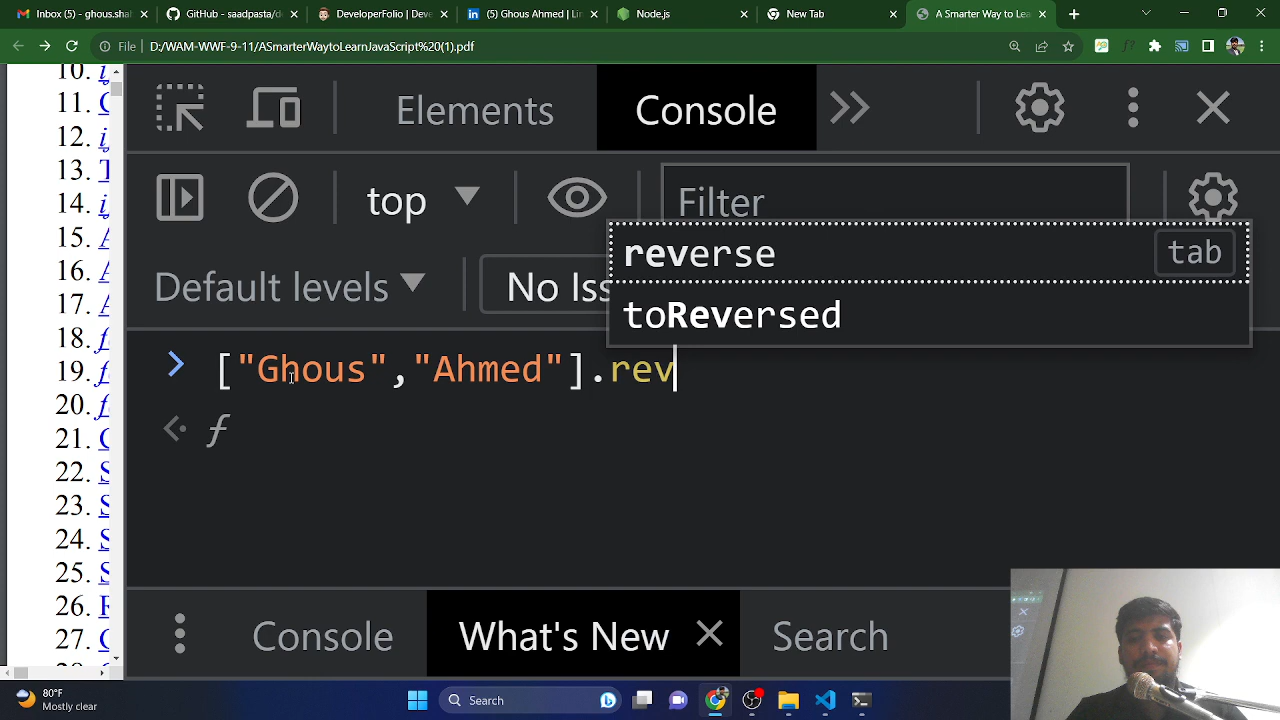 Inbox (5) - ghous.sha
GitHub - saadpasta/d
DeveloperFolio | Deve
(5) Ghous Ahmed | Lin
Node.js
New Tab
A Smarter Way to Lea
File D:/WAM-WWF-9-11/ASmarterWaytoLearnJavaScript%20(1).pdf
10. i
11. C
12. i
13. T
14. i
15. A
16. A
17. A
18. f
19. f
20. f
21. C
22. S
23. S
24. S
25. S
26. R
27. C
Elements Console
top Filter
Default levels No Iss
reverse tab
toReversed
> ["Ghous","Ahmed"].rev
ƒ
Console What's New Search
80°F
Mostly clear
Search